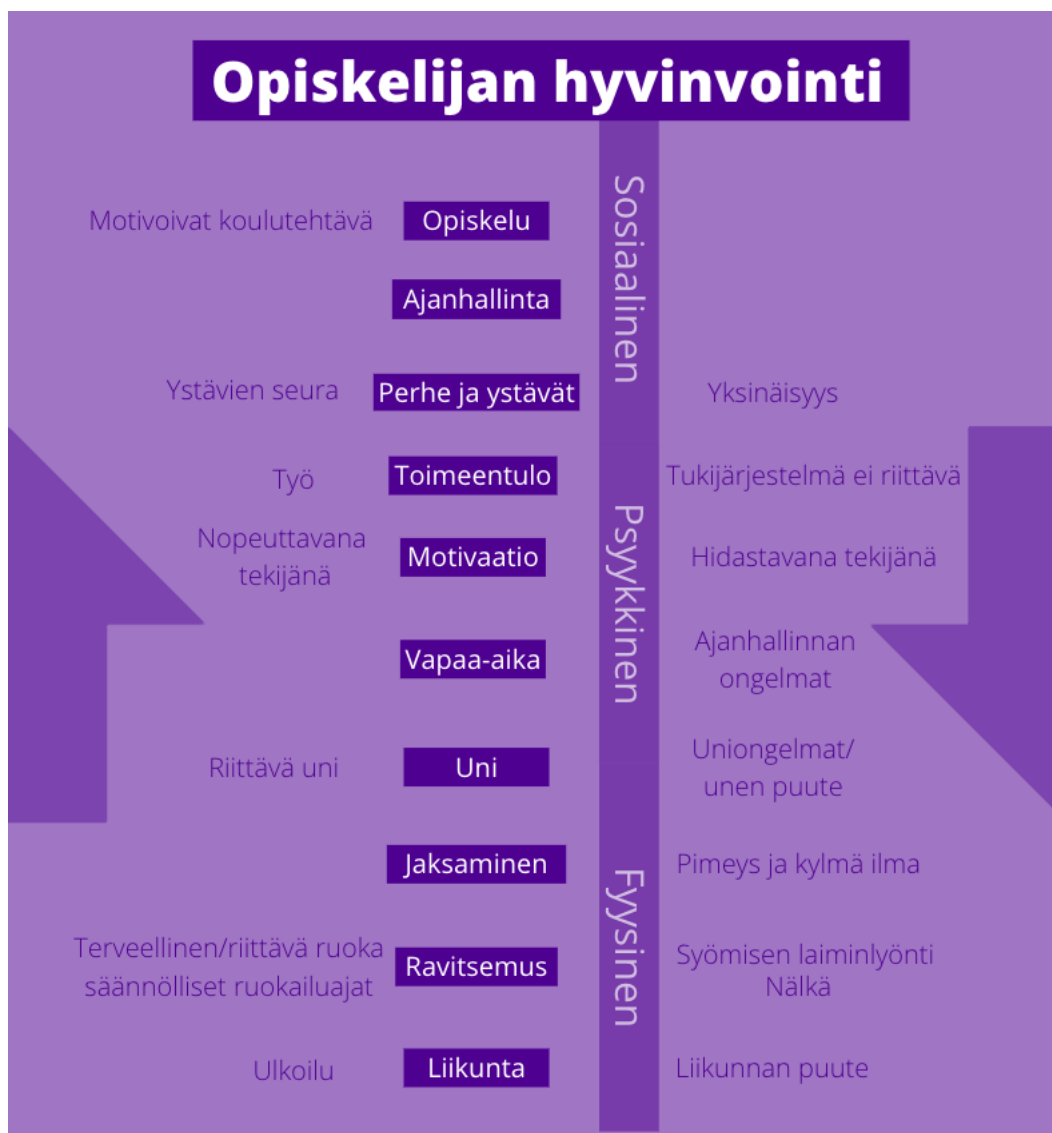 Opiskelijan hyvinvointi
Sosiaalinen
Motivoivat koulutehtävä
Opiskelu
Ajanhallinta
Ystävien seura
Perhe ja ystävät
Yksinäisyys
Psyykkinen
Työ
Toimeentulo
Tukijärjestelmä ei riittävä
Nopeuttavana
tekijänä
Motivaatio
Hidastavana tekijänä
Vapaa-aika
Ajanhallinnan
ongelmat
Riittävä uni
Uni
Uniongelmat/
unen puute
Fyysinen
Jaksaminen
Pimeys ja kylmä ilma
Terveellinen/riittävä ruoka
säännölliset ruokailuajat
Ravitsemus
Syömisen laiminlyönti
Nälkä
Ulkoilu
Liikunta
Liikunnan puute